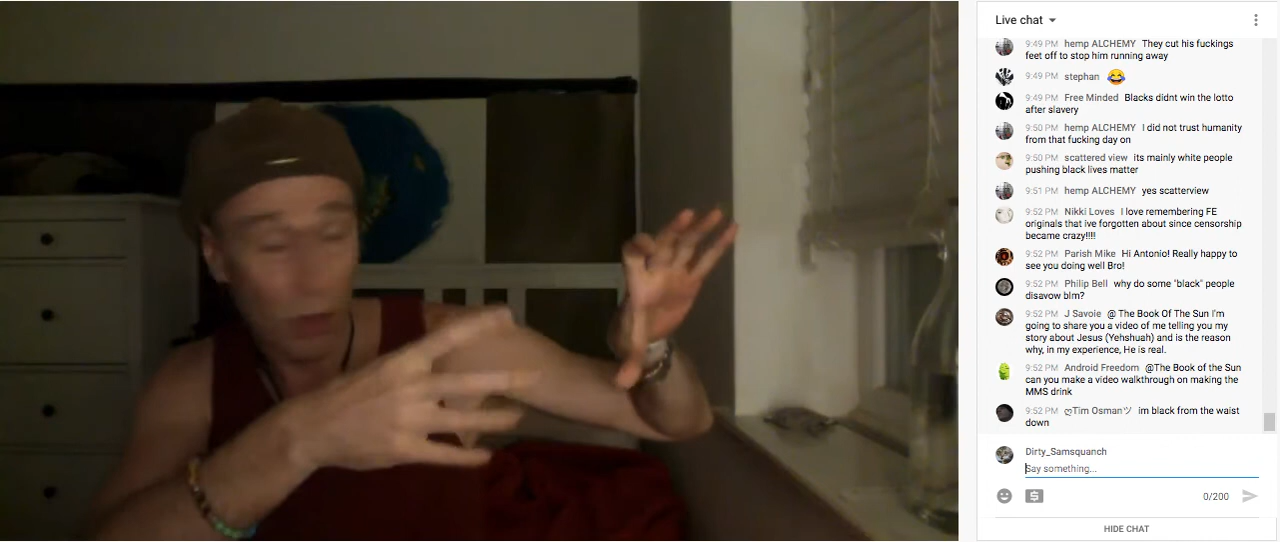 Live chat
9:49 PM hemp ALCHEMY They cut his fuckings
feet off to stop him running away
9:49 PM stephan 😂
9:49 PM Free Minded Blacks didnt win the lotto
after slavery
9:50 PM hemp ALCHEMY I did not trust humanity
from that fucking day on
9:50 PM scattered view its mainly white people
pushing black lives matter
9:51 PM hemp ALCHEMY yes scatterview
9:52 PM Nikki Loves I love remembering FE
originals that ive forgotten about since censorship
became crazy!!!!
9:52 PM Parish Mike Hi Antonio! Really happy to
see you doing well Bro!
9:52 PM Philip Bell why do some "black" people
disavow blm?
9:52 PM J Savoie @ The Book Of The Sun I'm
going to share you a video of me telling you my
story about Jesus (Yehshuah) and is the reason
why, in my experience, He is real.
9:52 PM Android Freedom @The Book of the Sun
can you make a video walkthrough on making the
MMS drink
9:52 PM ღTim Osmanツ im black from the waist
down
Dirty_Samsquanch
Say something...
0/200
HIDE CHAT